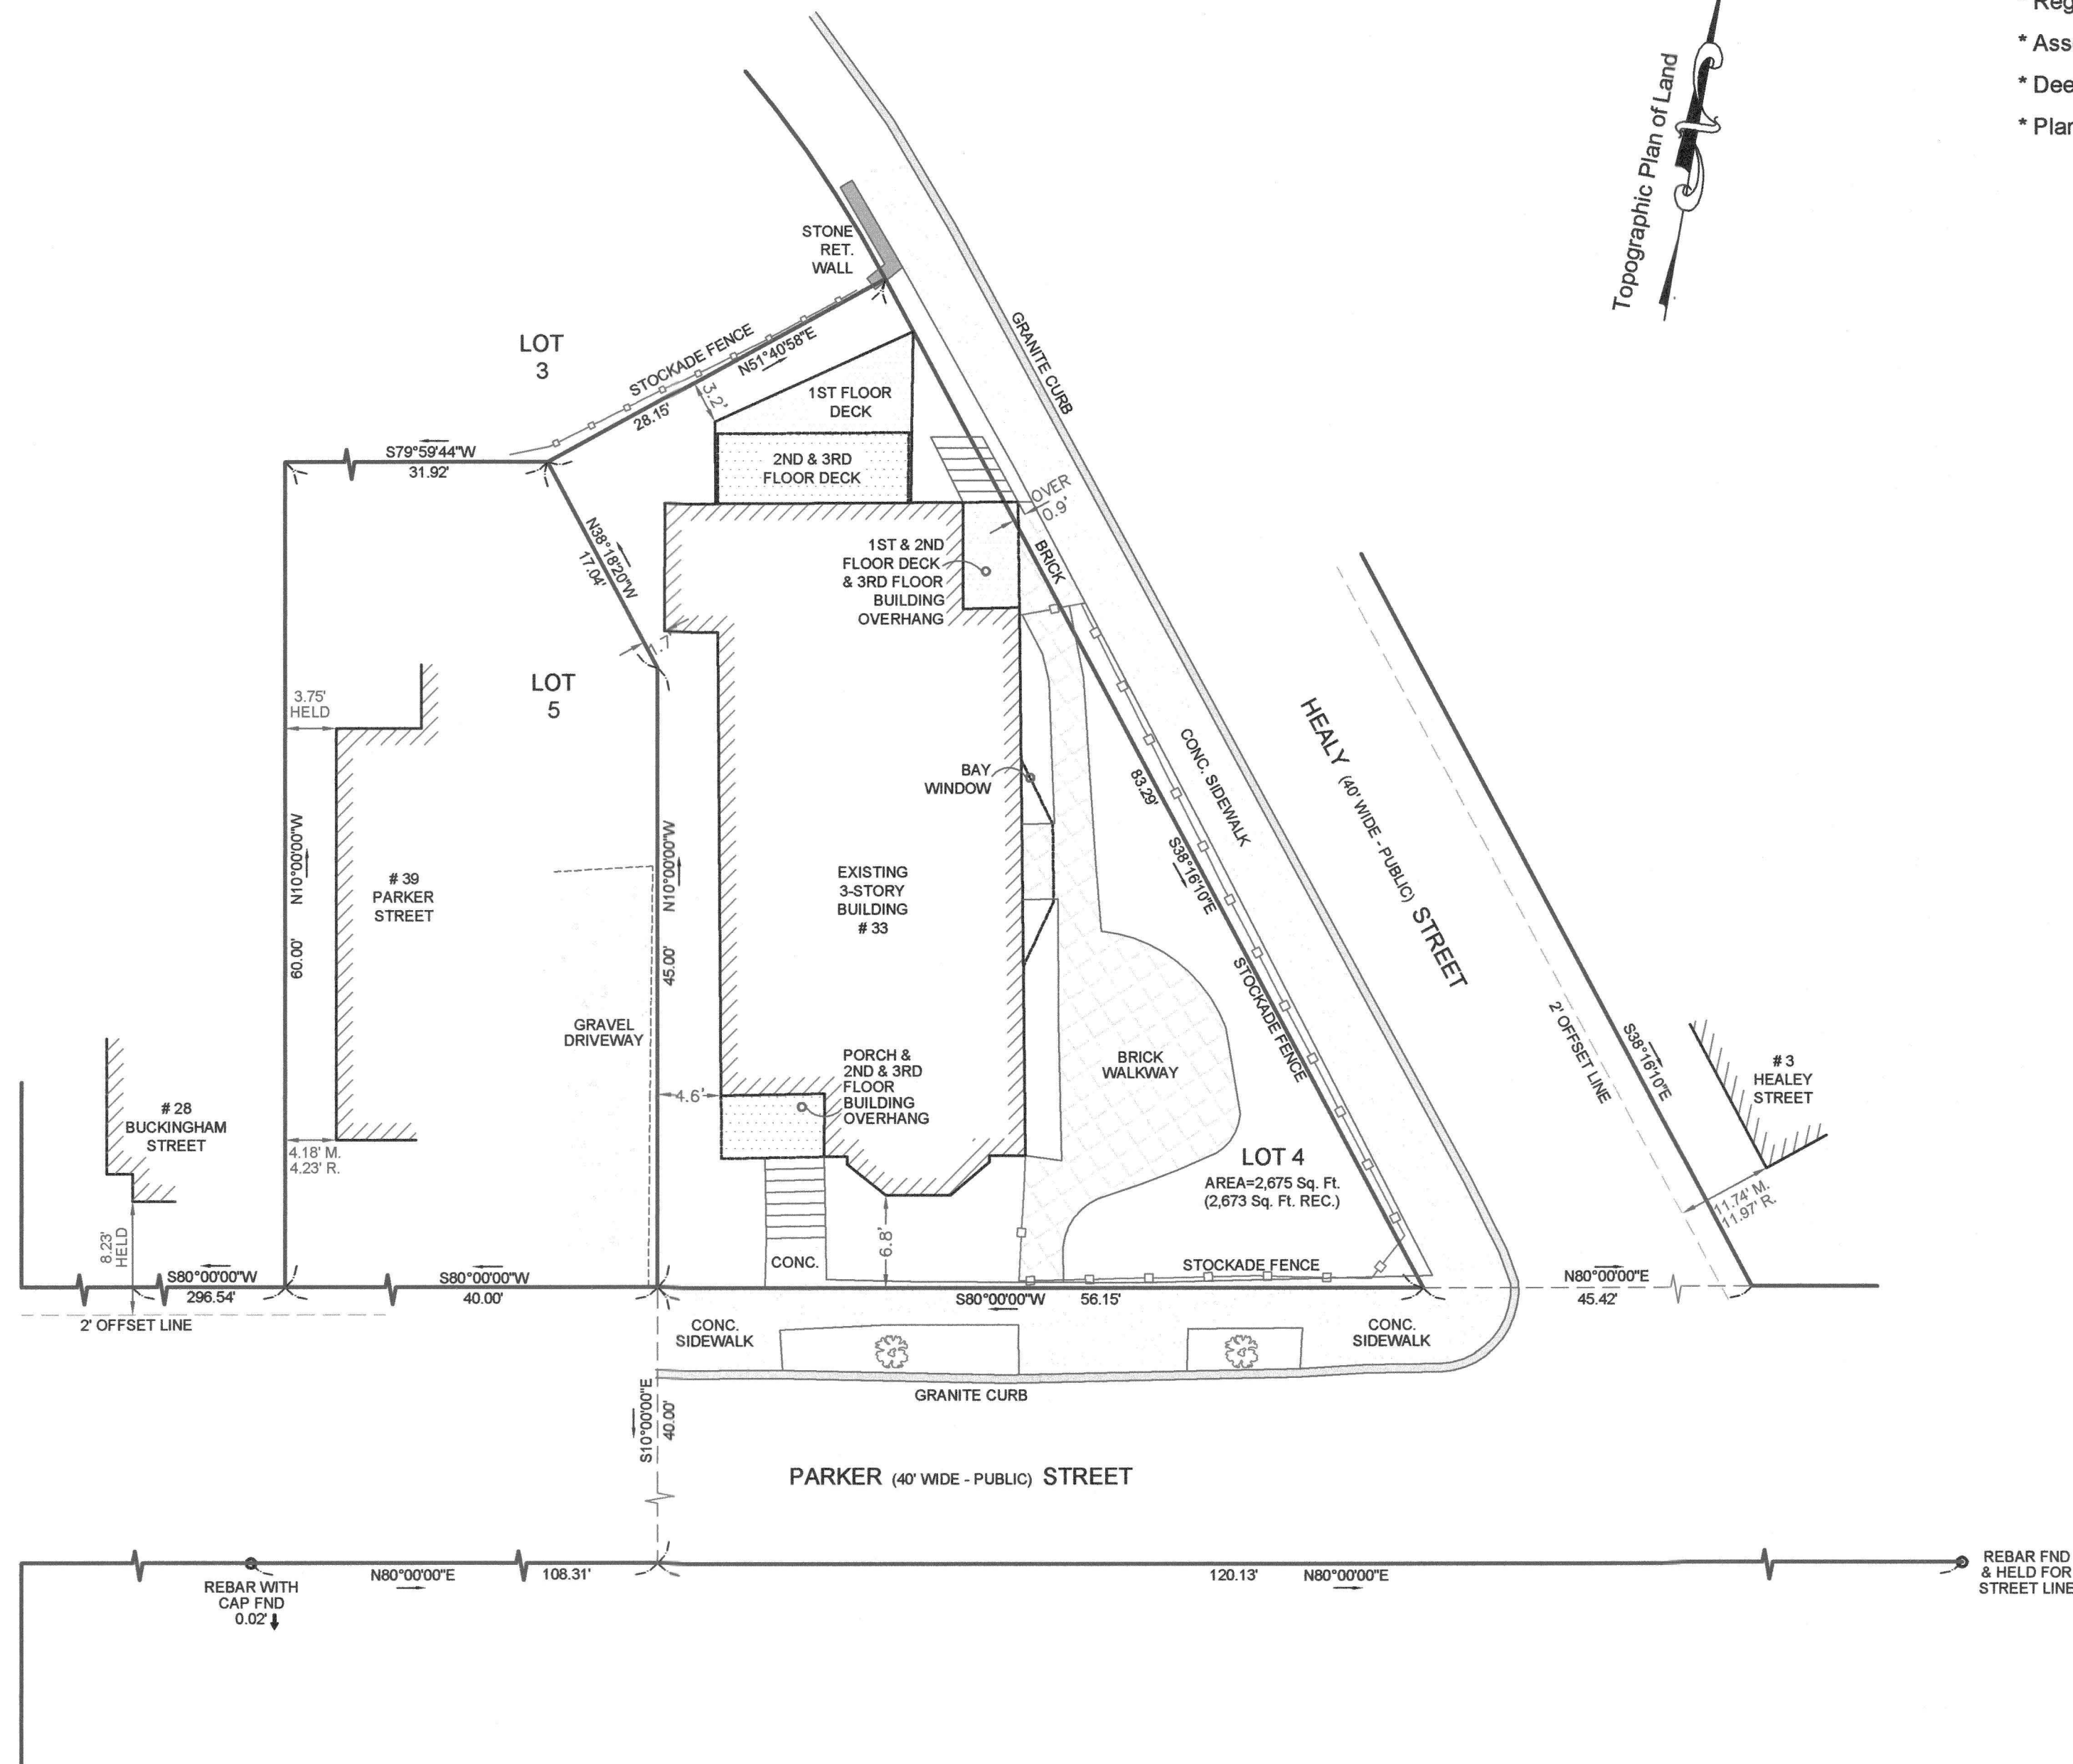 Topographic Plan of Land
* Reg
* Ass
* Dee
* Plan
STONE
RET.
WALL
GRANITE CURB
LOT
3
STOCKADE FENCE
N51°40'58"E
28.15'
3.2'
1ST FLOOR
DECK
S79°59'44"W
31.92'
2ND & 3RD
FLOOR DECK
OVER
0.9'
N38°18'20"W
17.04'
1ST & 2ND
FLOOR DECK
& 3RD FLOOR
BUILDING
OVERHANG
BRICK
LOT
5
3.75'
HELD
BAY
WINDOW
83.29'
CONC. SIDEWALK
S38°16'10"E
HEALY (40' WIDE - PUBLIC) STREET
N10°00'00"W
60.00'
# 39
PARKER
STREET
N10°00'00"W
45.00'
EXISTING
3-STORY
BUILDING
# 33
STOCKADE FENCE
2' OFFSET LINE
S38°16'10"E
GRAVEL
DRIVEWAY
PORCH &
2ND & 3RD
FLOOR
BUILDING
OVERHANG
BRICK
WALKWAY
# 3
HEALEY
STREET
# 28
BUCKINGHAM
STREET
4.6'
4.18' M.
4.23' R.
LOT 4
AREA=2,675 Sq. Ft.
(2,673 Sq. Ft. REC.)
11.74' M.
11.97' R.
8.23'
HELD
6.8'
CONC.
STOCKADE FENCE
S80°00'00"W
296.54'
S80°00'00"W
40.00'
S80°00'00"W 56.15'
N80°00'00"E
45.42'
2' OFFSET LINE
CONC.
SIDEWALK
CONC.
SIDEWALK
GRANITE CURB
S10°00'00"E
40.00'
PARKER (40' WIDE - PUBLIC) STREET
REBAR WITH
CAP FND
0.02'
N80°00'00"E
108.31'
120.13' N80°00'00"E
REBAR FND
& HELD FOR
STREET LINE